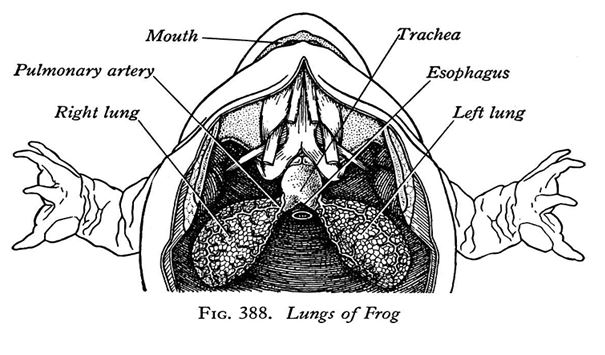 Mouth
Trachea
Pulmonary artery
Esophagus
Right lung
Left lung
FIG. 388. Lungs of Frog